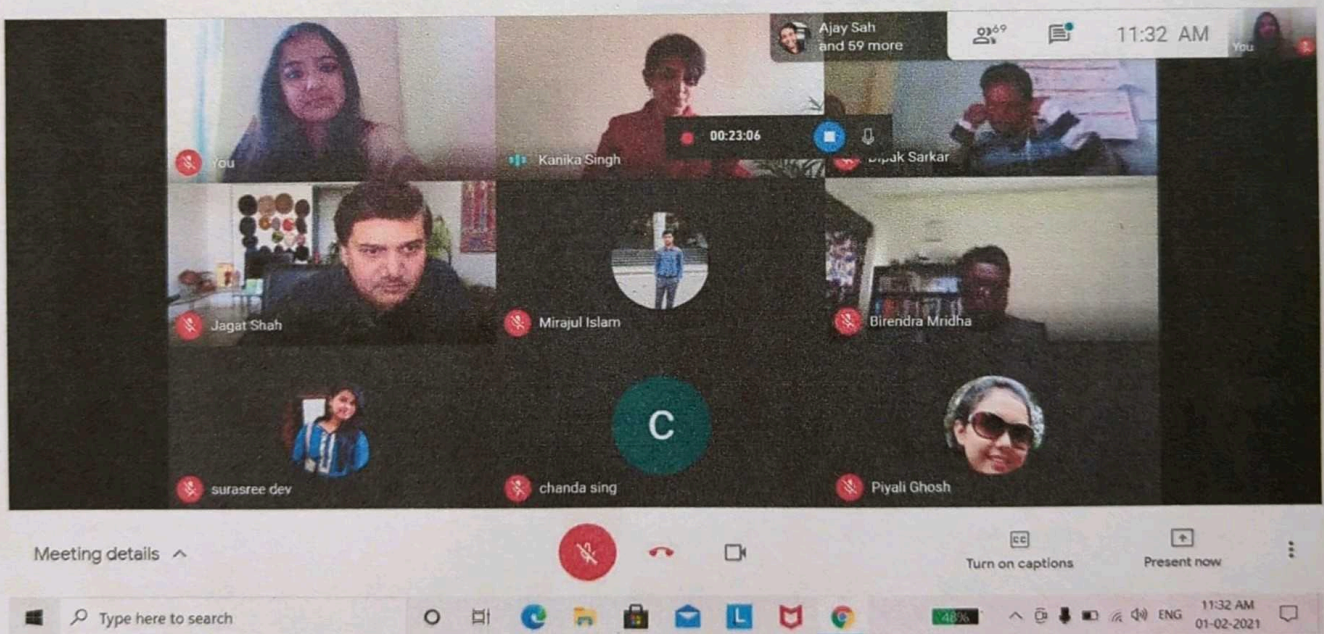 Ajay Sah
and 59 more
69
11:32 AM
You
You
Kanika Singh
00:23:06
Sarkar
Jagat Shah
Mirajul Islam
Birendra Mridha
surasree dev
C
chanda sing
Piyali Ghosh
Meeting details
CC
Turn on captions
Present now
Type here to search
L
48%
ENG
11:32 AM
01-02-2021